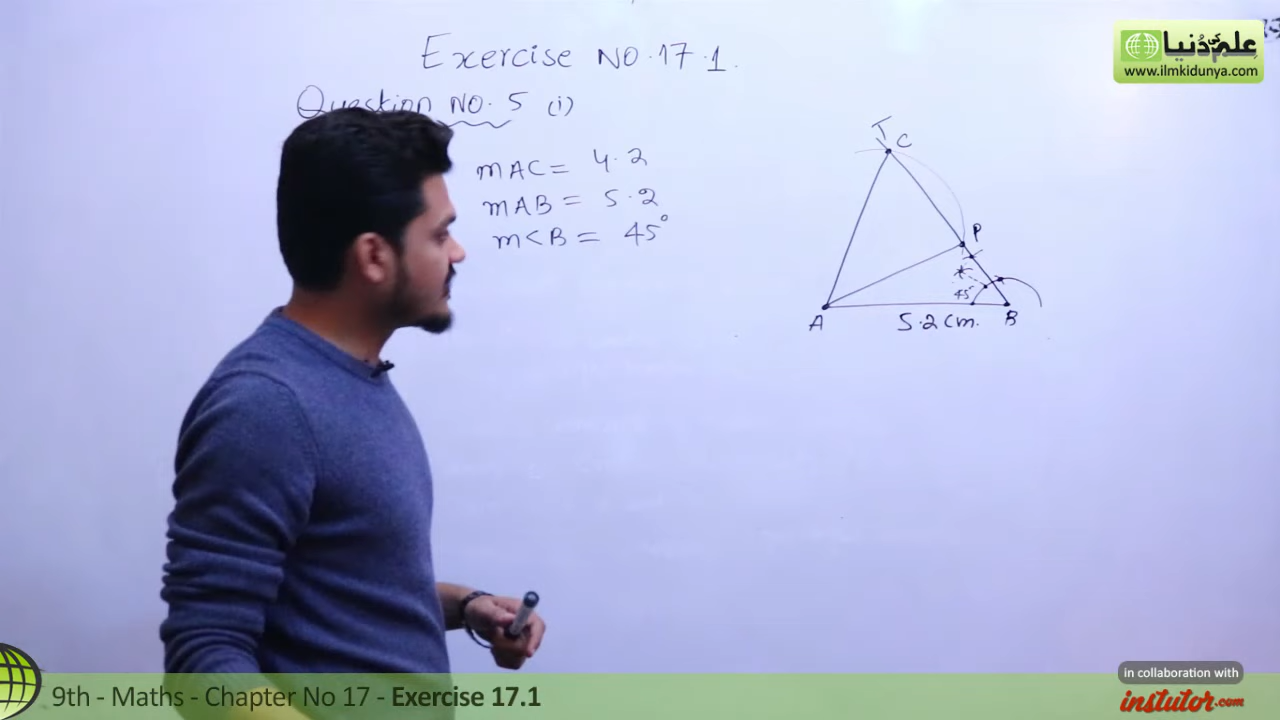 Exercise NO.17.1.
Question NO. 5 (i)
mAC = 4.2
mAB = 5.2
m<B = 45°
T
C
P
45°
A
5.2 cm.
B
علم کی دُنیا
www.ilmkidunya.com
in collaboration with
instutor.com
9th - Maths - Chapter No 17 - Exercise 17.1